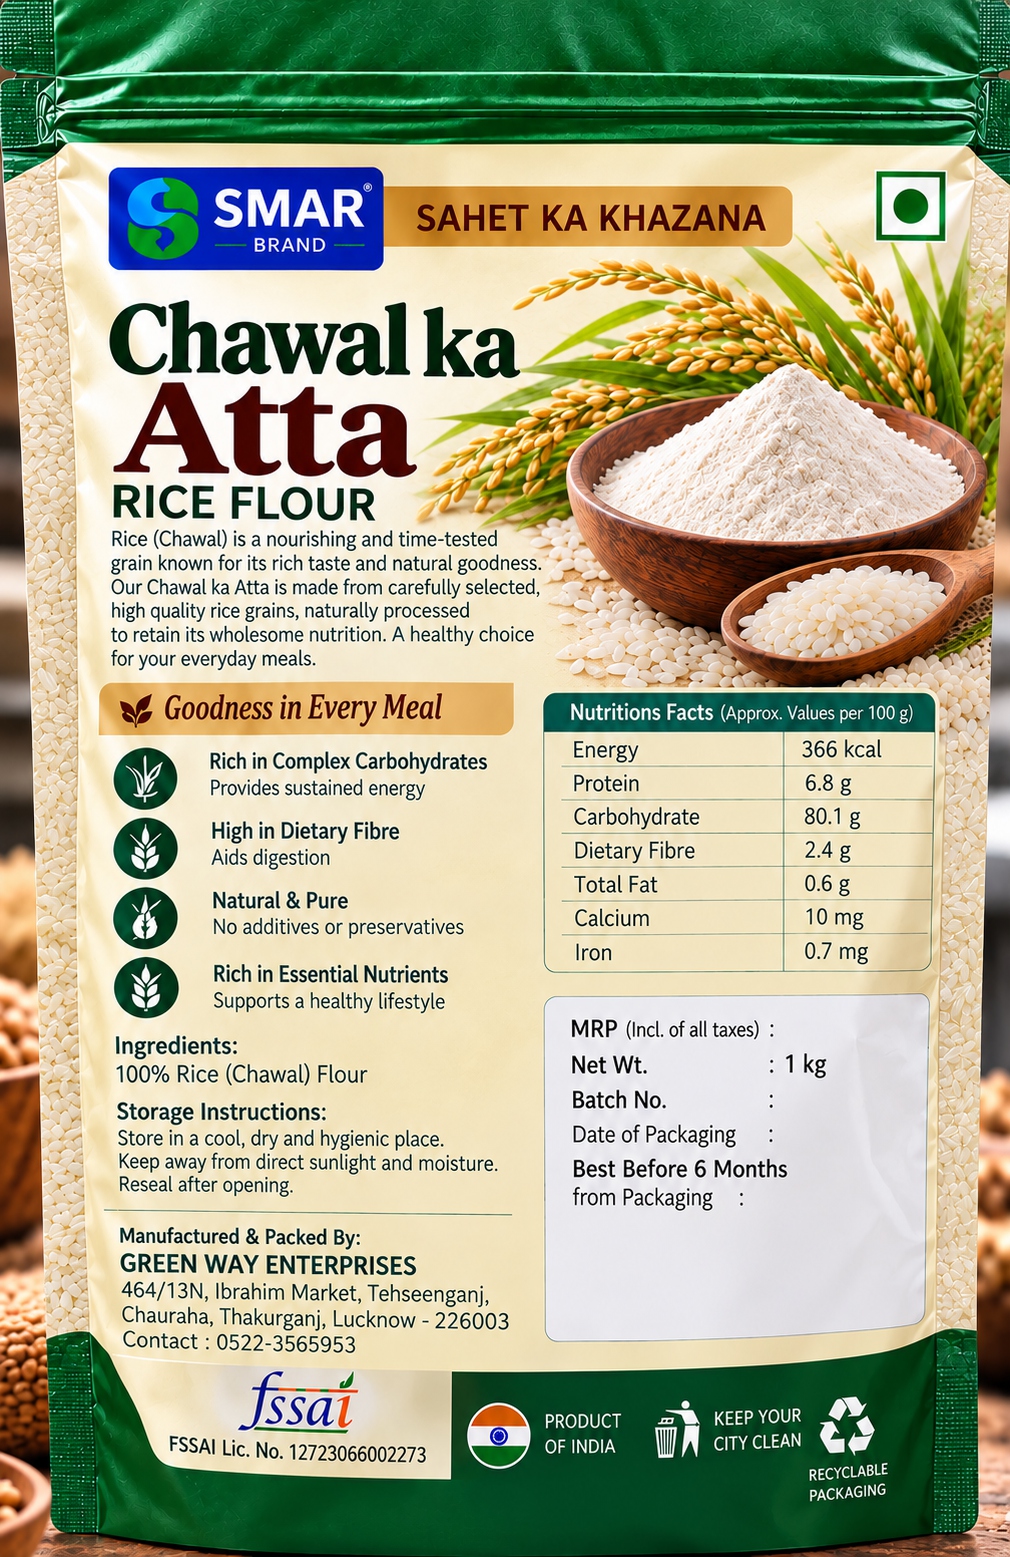 SMAR®
BRAND
SAHET KA KHAZANA
Chawal ka
Atta
RICE FLOUR
Rice (Chawal) is a nourishing and time-tested
grain known for its rich taste and natural goodness.
Our Chawal ka Atta is made from carefully selected,
high quality rice grains, naturally processed
to retain its wholesome nutrition. A healthy choice
for your everyday meals.
Goodness in Every Meal
Rich in Complex Carbohydrates
Provides sustained energy
High in Dietary Fibre
Aids digestion
Natural & Pure
No additives or preservatives
Rich in Essential Nutrients
Supports a healthy lifestyle
Ingredients:
100% Rice (Chawal) Flour
Storage Instructions:
Store in a cool, dry and hygienic place.
Keep away from direct sunlight and moisture.
Reseal after opening.
Manufactured & Packed By:
GREEN WAY ENTERPRISES
464/13N, Ibrahim Market, Tehseenganj,
Chauraha, Thakurganj, Lucknow - 226003
Contact : 0522-3565953
Nutritions Facts (Approx. Values per 100 g)
Energy 366 kcal
Protein 6.8 g
Carbohydrate 80.1 g
Dietary Fibre 2.4 g
Total Fat 0.6 g
Calcium 10 mg
Iron 0.7 mg
MRP (Incl. of all taxes) :
Net Wt. : 1 kg
Batch No. :
Date of Packaging :
Best Before 6 Months
from Packaging :
fssai
FSSAI Lic. No. 12723066002273
PRODUCT
OF INDIA
KEEP YOUR
CITY CLEAN
RECYCLABLE
PACKAGING